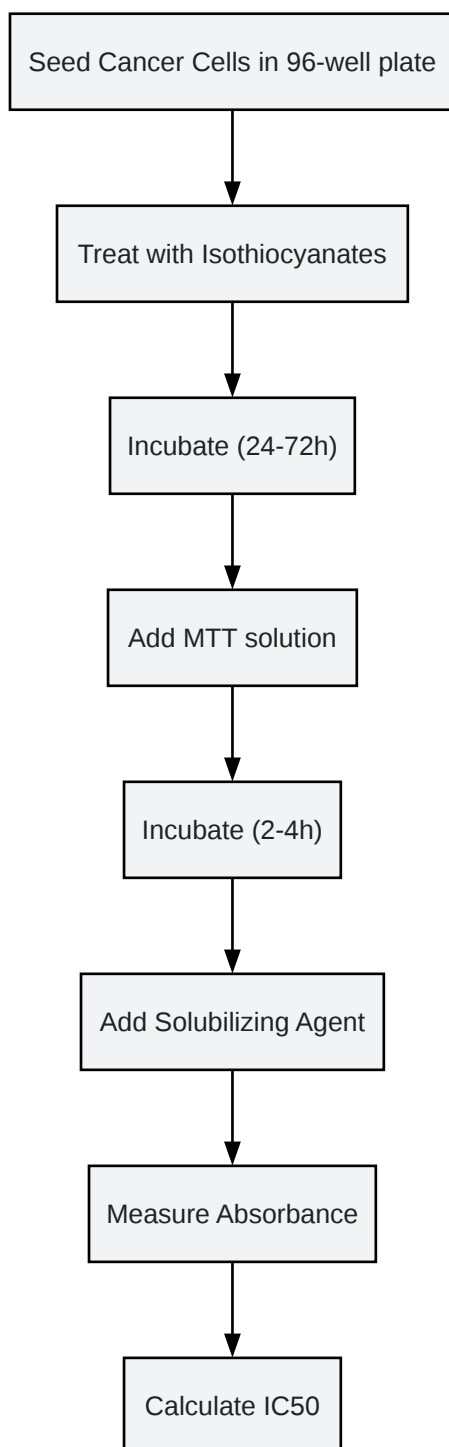 Seed Cancer Cells in 96-well plate
Treat with Isothiocyanates
Incubate (24-72h)
Add MTT solution
Incubate (2-4h)
Add Solubilizing Agent
Measure Absorbance
Calculate IC50